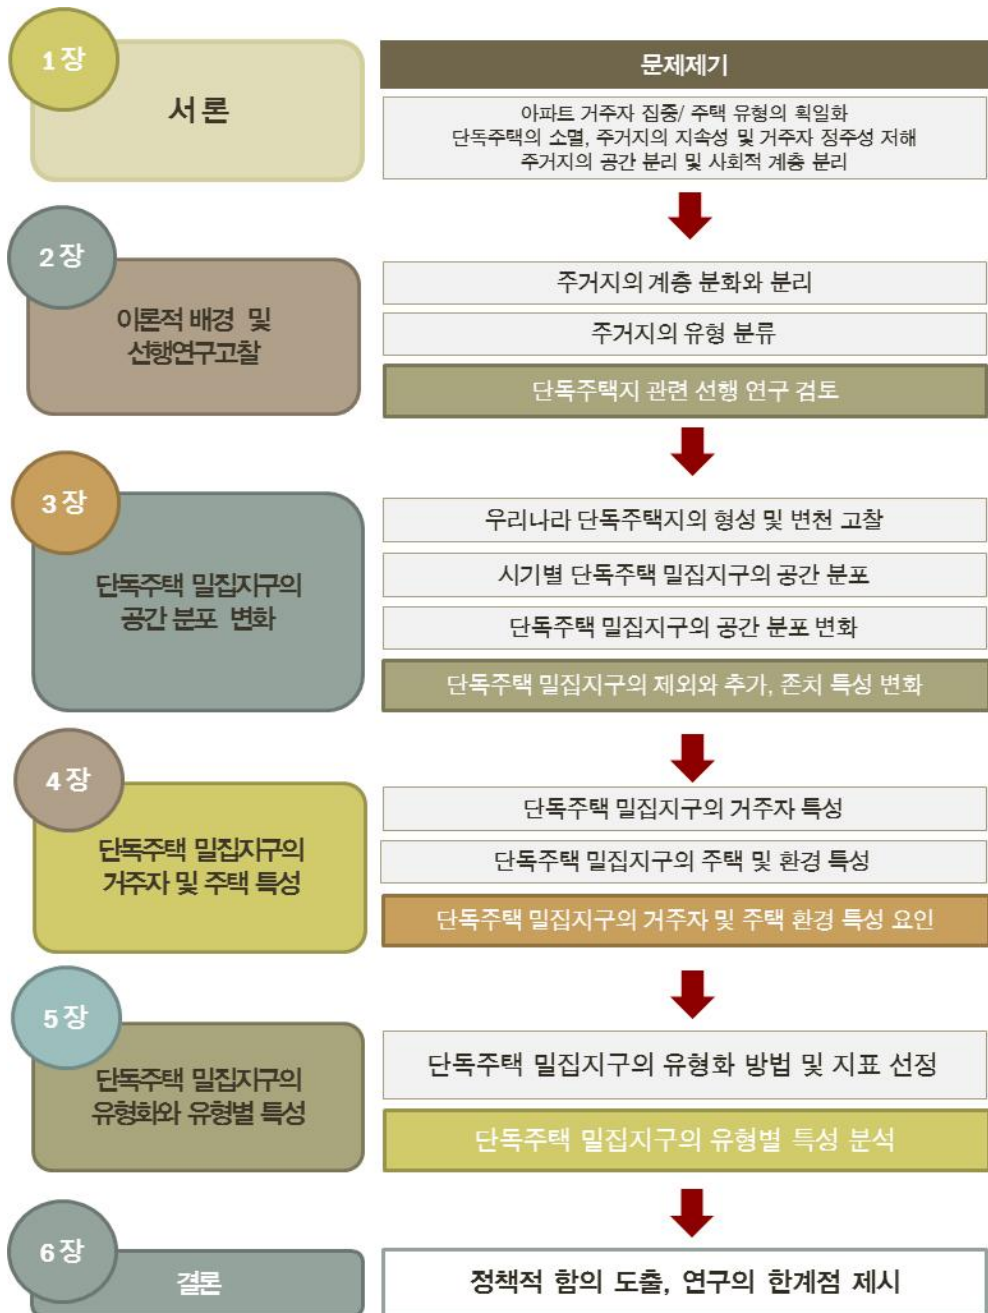 1장
서론
문제제기
아파트 거주자 집중/ 주택 유형의 획일화
단독주택의 소멸, 주거지의 지속성 및 거주자 정주성 저해
주거지의 공간 분리 및 사회적 계층 분리
2장
이론적 배경 및
선행연구고찰
주거지의 계층 분화와 분리
주거지의 유형 분류
단독주택지 관련 선행 연구 검토
3장
단독주택 밀집지구의
공간 분포 변화
우리나라 단독주택지의 형성 및 변천 고찰
시기별 단독주택 밀집지구의 공간 분포
단독주택 밀집지구의 공간 분포 변화
단독주택 밀집지구의 제외와 추가, 존치 특성 변화
4장
단독주택 밀집지구의
거주자 및 주택 특성
단독주택 밀집지구의 거주자 특성
단독주택 밀집지구의 주택 및 환경 특성
단독주택 밀집지구의 거주자 및 주택 환경 특성 요인
5장
단독주택 밀집지구의
유형화와 유형별 특성
단독주택 밀집지구의 유형화 방법 및 지표 선정
단독주택 밀집지구의 유형별 특성 분석
6장
결론
정책적 함의 도출, 연구의 한계점 제시